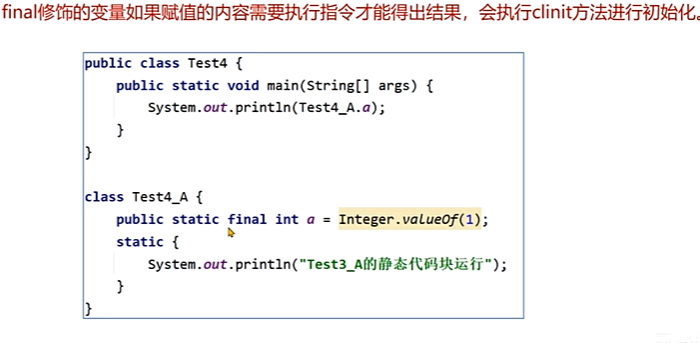 final修饰的变量如果赋值的内容需要执行指令才能得出结果，会执行clinit方法进行初始化。
public class Test4 {
public static void main(String[] args) {
System.out.println(Test4_A.a);
}
}
class Test4_A {
public static final int a = Integer.valueOf(1);
static {
System.out.println("Test3_A的静态代码块运行");
}
}